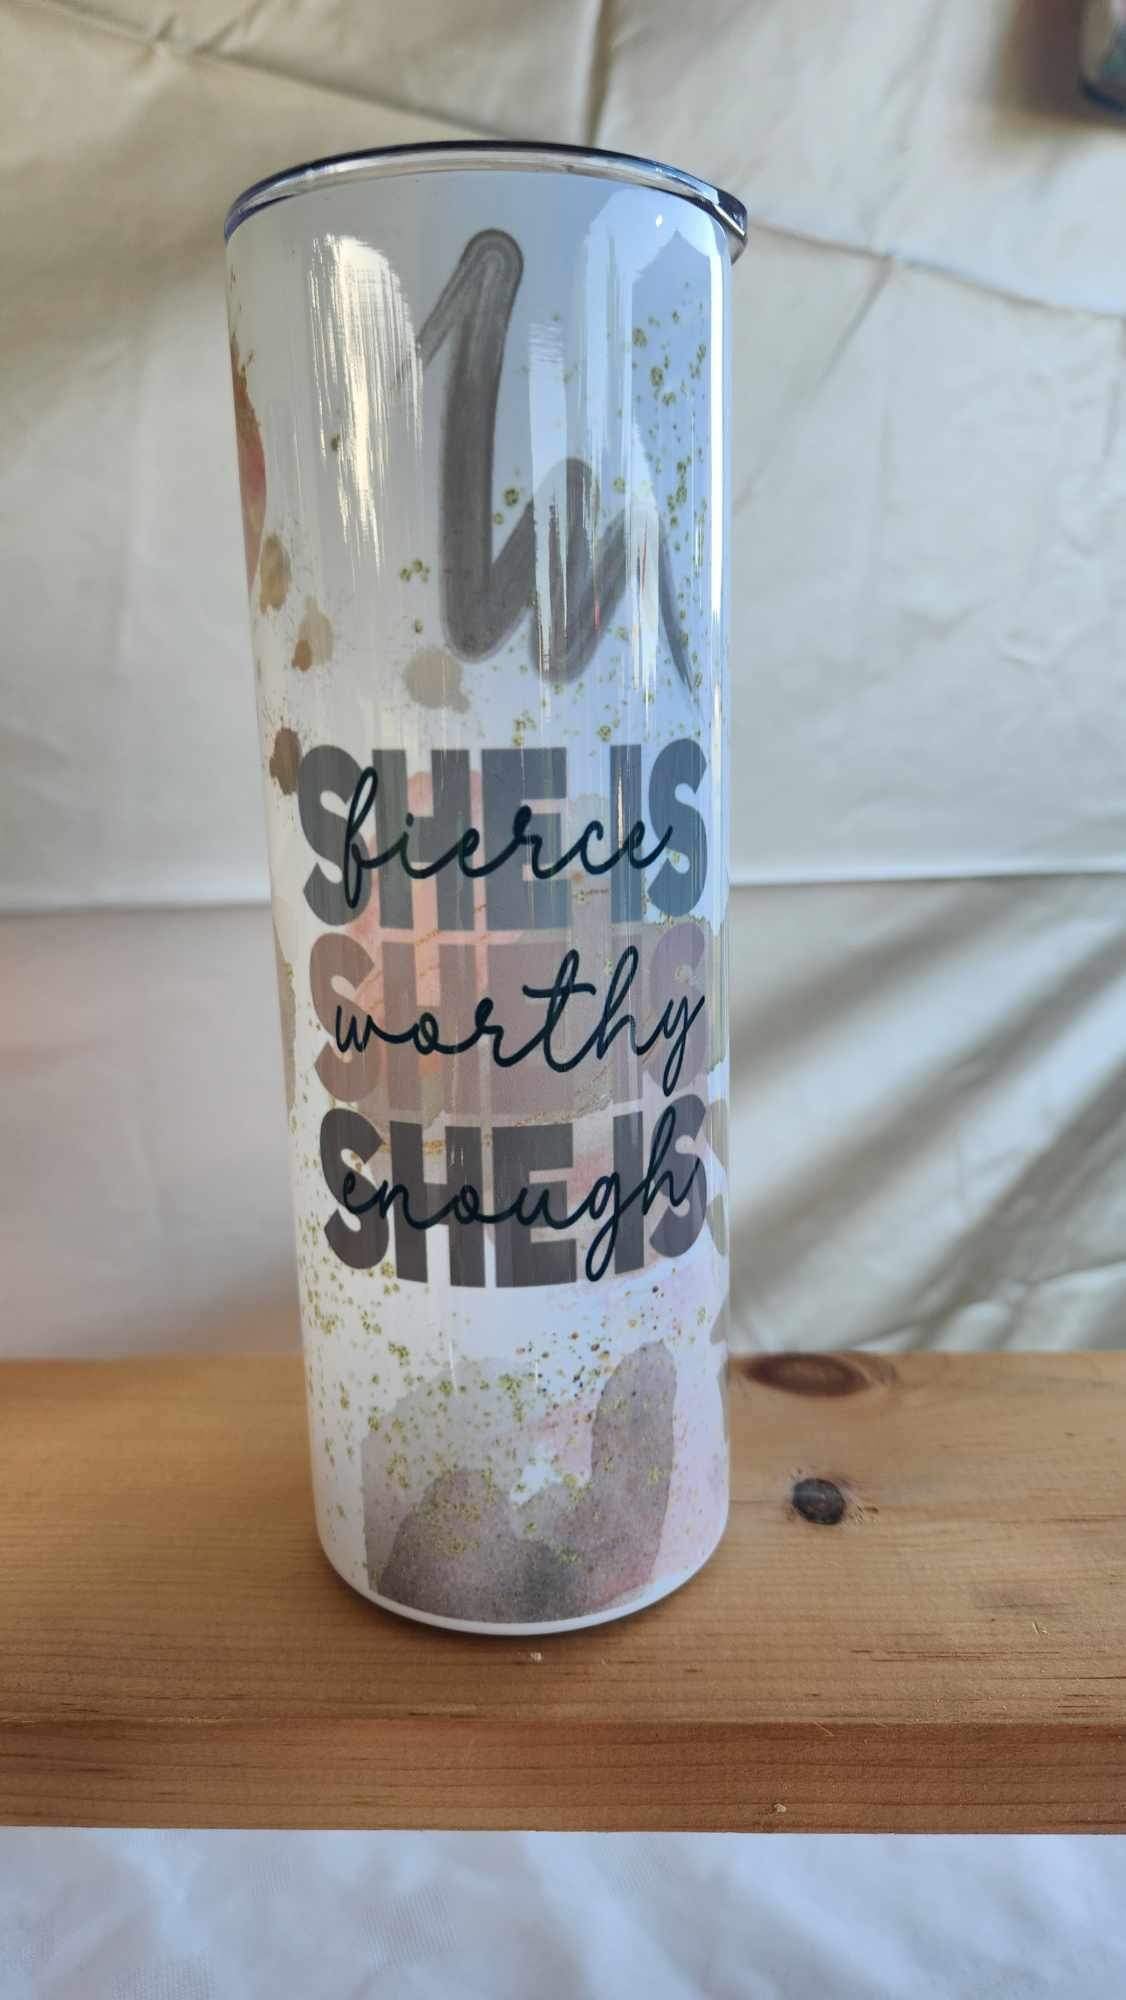 SHE IS
fierce
SHE IS
worthy
SHE IS
enough